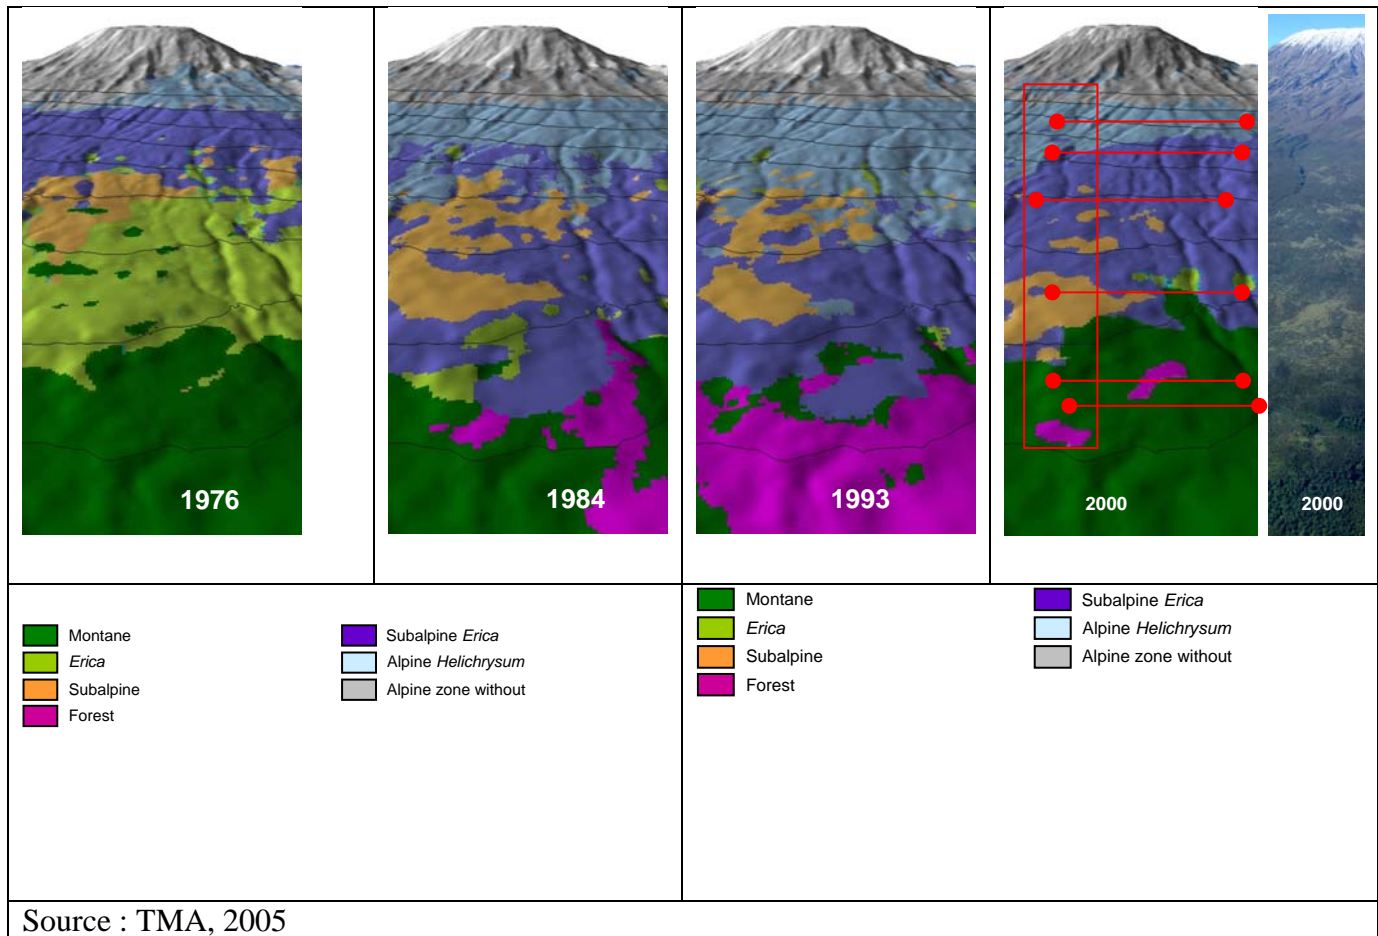 1976
1984
1993
2000
2000
Montane
Erica
Subalpine
Forest
Subalpine Erica
Alpine Helichrysum
Alpine zone without
Montane
Erica
Subalpine
Forest
Subalpine Erica
Alpine Helichrysum
Alpine zone without
Source : TMA, 2005